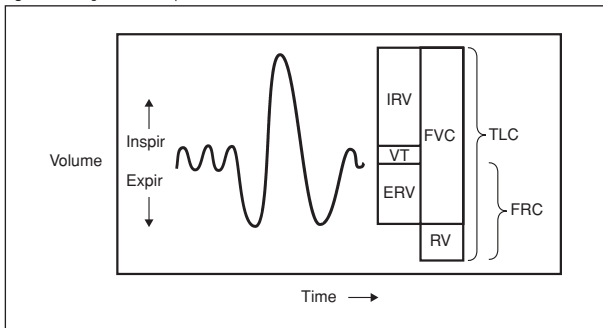 IRV
Inspir
FVC
TLC
Volume
VT
Expir
ERV
FRC
RV
Time